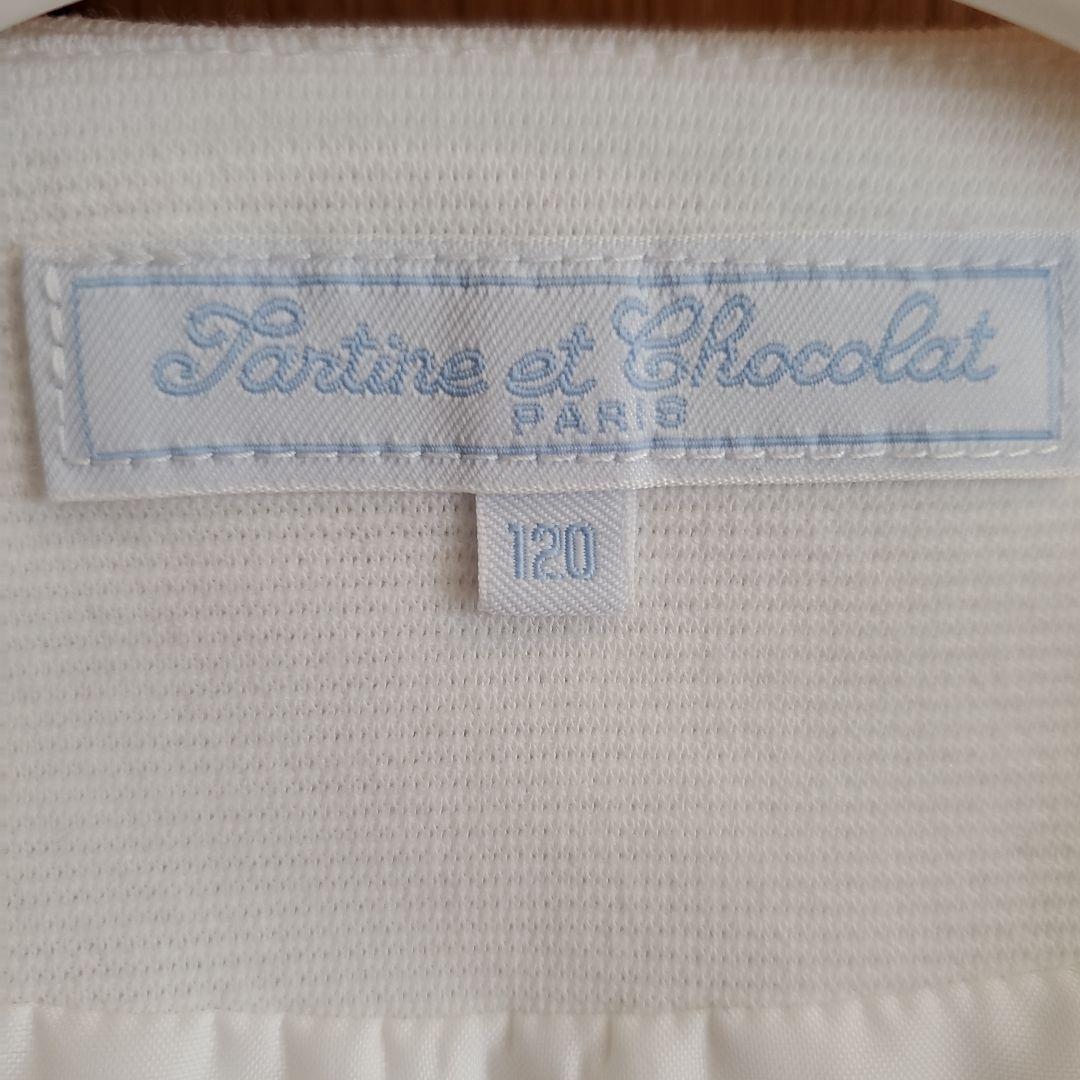 Tartine et Chocolat
PARIS
120